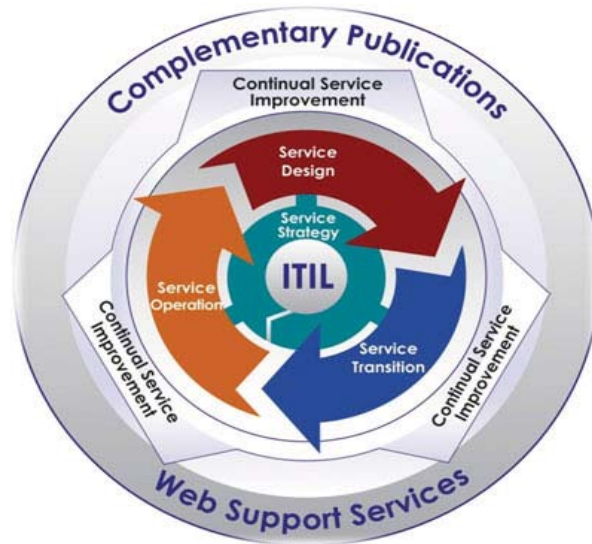 Complementary Publications
Continual Service
Improvement
Service
Design
Service
Strategy
ITIL
Service
Operation
Service
Transition
Continual Service
Improvement
Continual Service
Improvement
Web Support Services